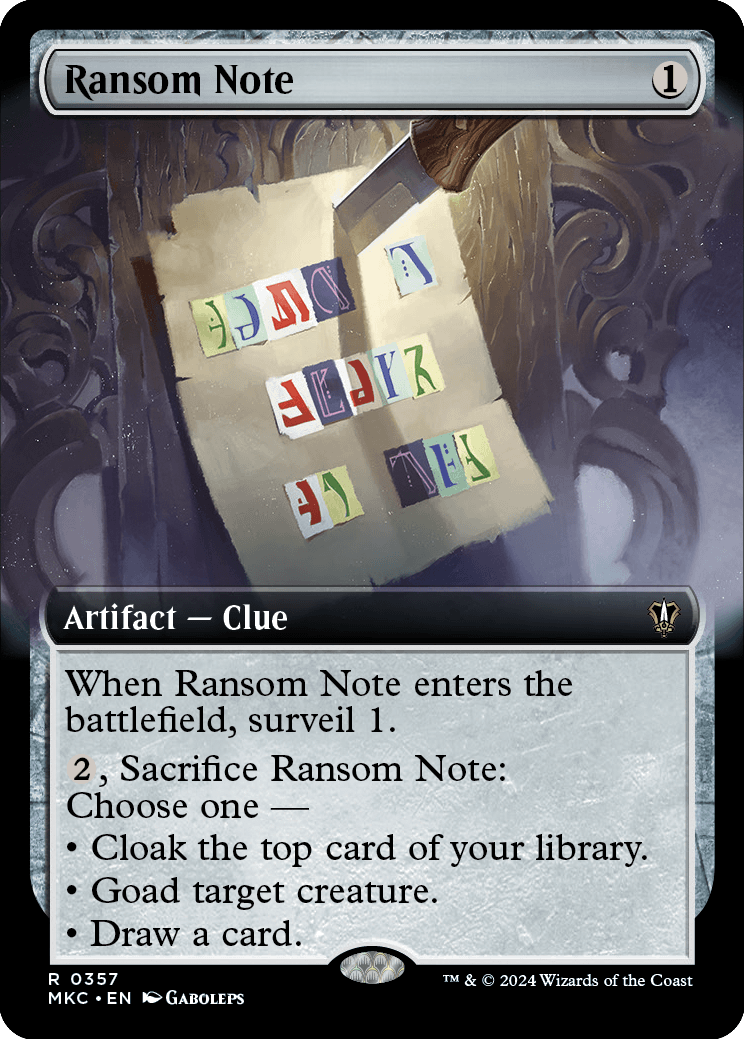 Ransom Note 1
Artifact — Clue
When Ransom Note enters the
battlefield, surveil 1.
2, Sacrifice Ransom Note:
Choose one —
• Cloak the top card of your library.
• Goad target creature.
• Draw a card.
R 0357
MKC • EN GABOLEPS
™ & © 2024 Wizards of the Coast